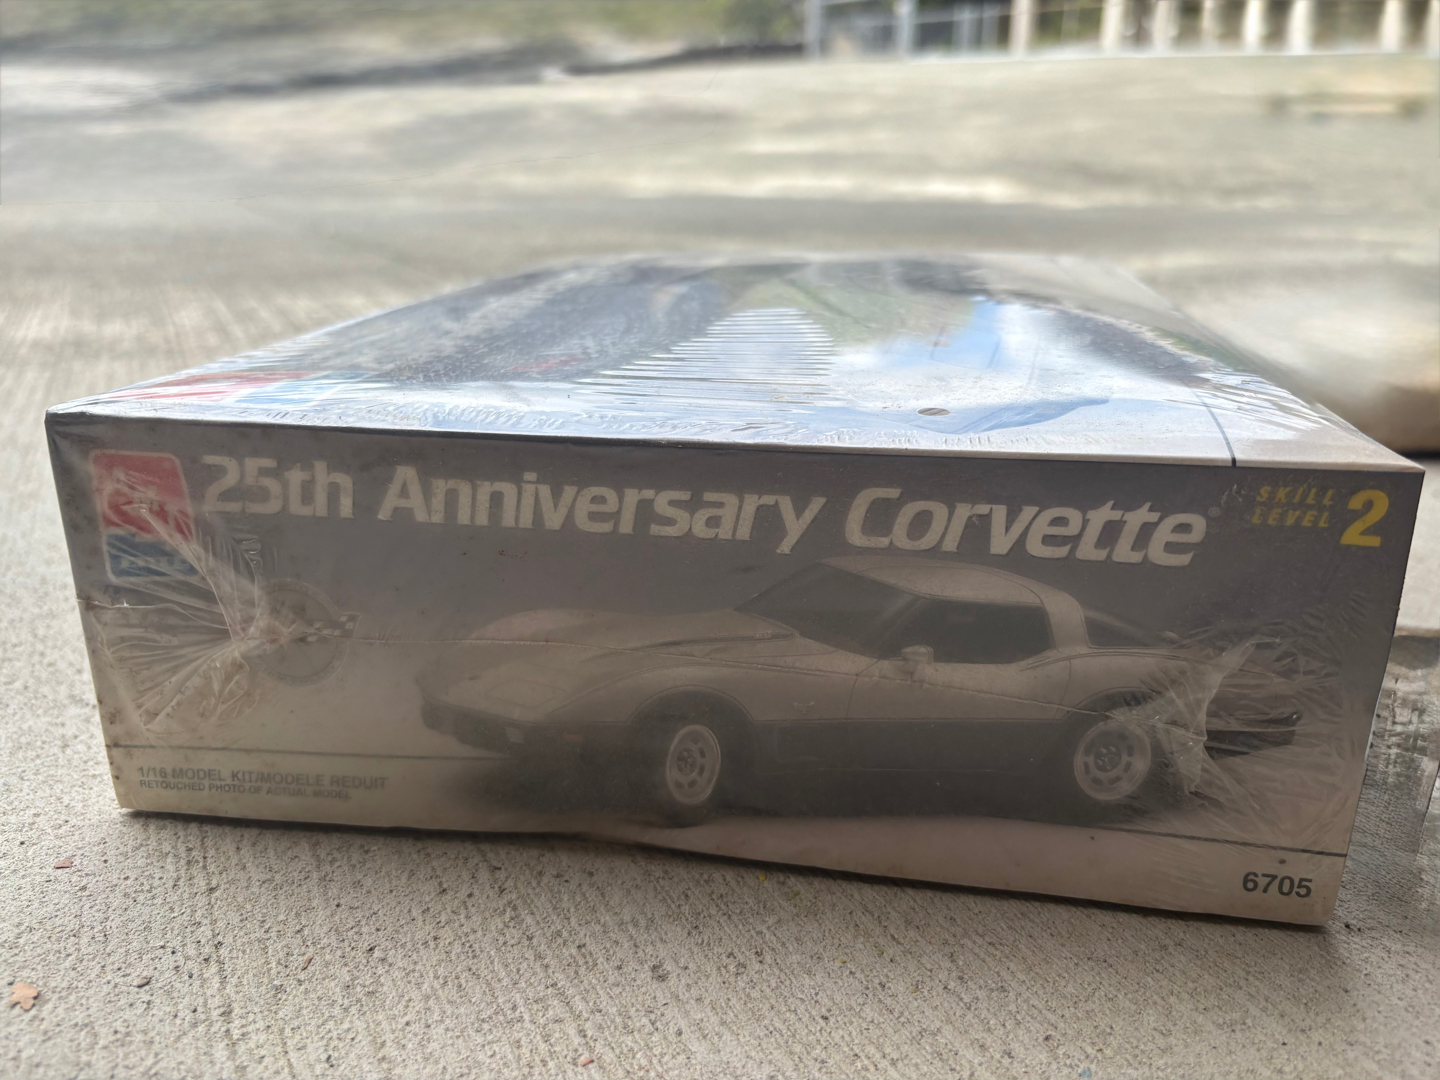 25th Anniversary Corvette
SKILL
LEVEL 2
1/16 MODEL KIT/MODELE REDUIT
RETOUCHED PHOTO OF ACTUAL MODEL
6705